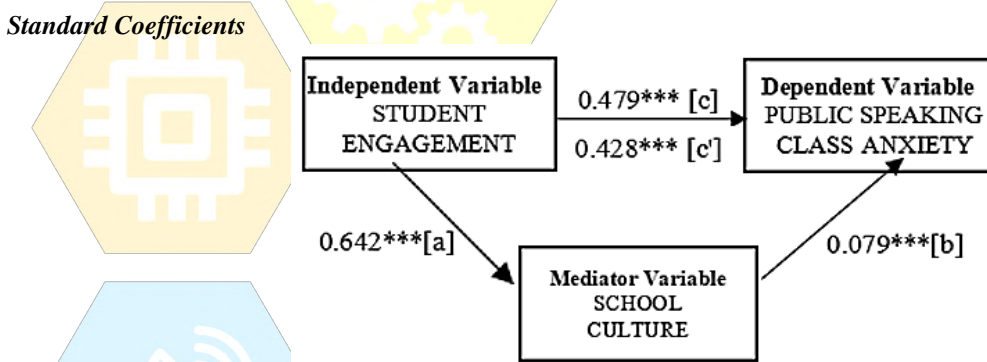 Standard Coefficients
Independent Variable
STUDENT
ENGAGEMENT
0.479*** [c]
0.428*** [c']
Dependent Variable
PUBLIC SPEAKING
CLASS ANXIETY
0.642***[a]
0.079***[b]
Mediator Variable
SCHOOL
CULTURE